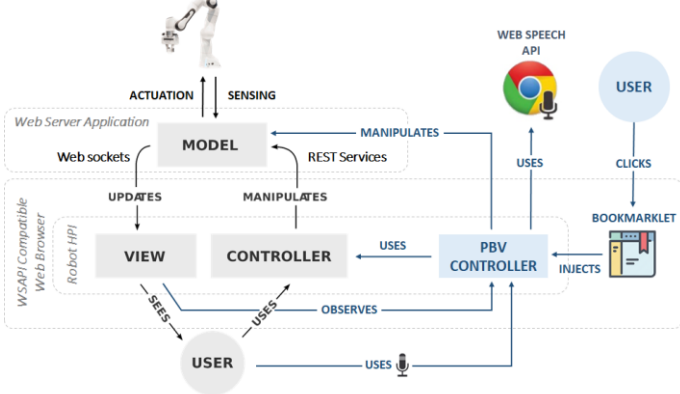 WEB SPEECH
API
USER
ACTUATION
SENSING
Web Server Application
MODEL
MANIPULATES
Web sockets
REST Services
USES
CLICKS
UPDATES
MANIPULATES
BOOKMARKLET
WSAPI Compatible
Web Browser
Robot HPI
VIEW
CONTROLLER
USES
PBV
CONTROLLER
INJECTS
SEES
USES
OBSERVES
USER
USES